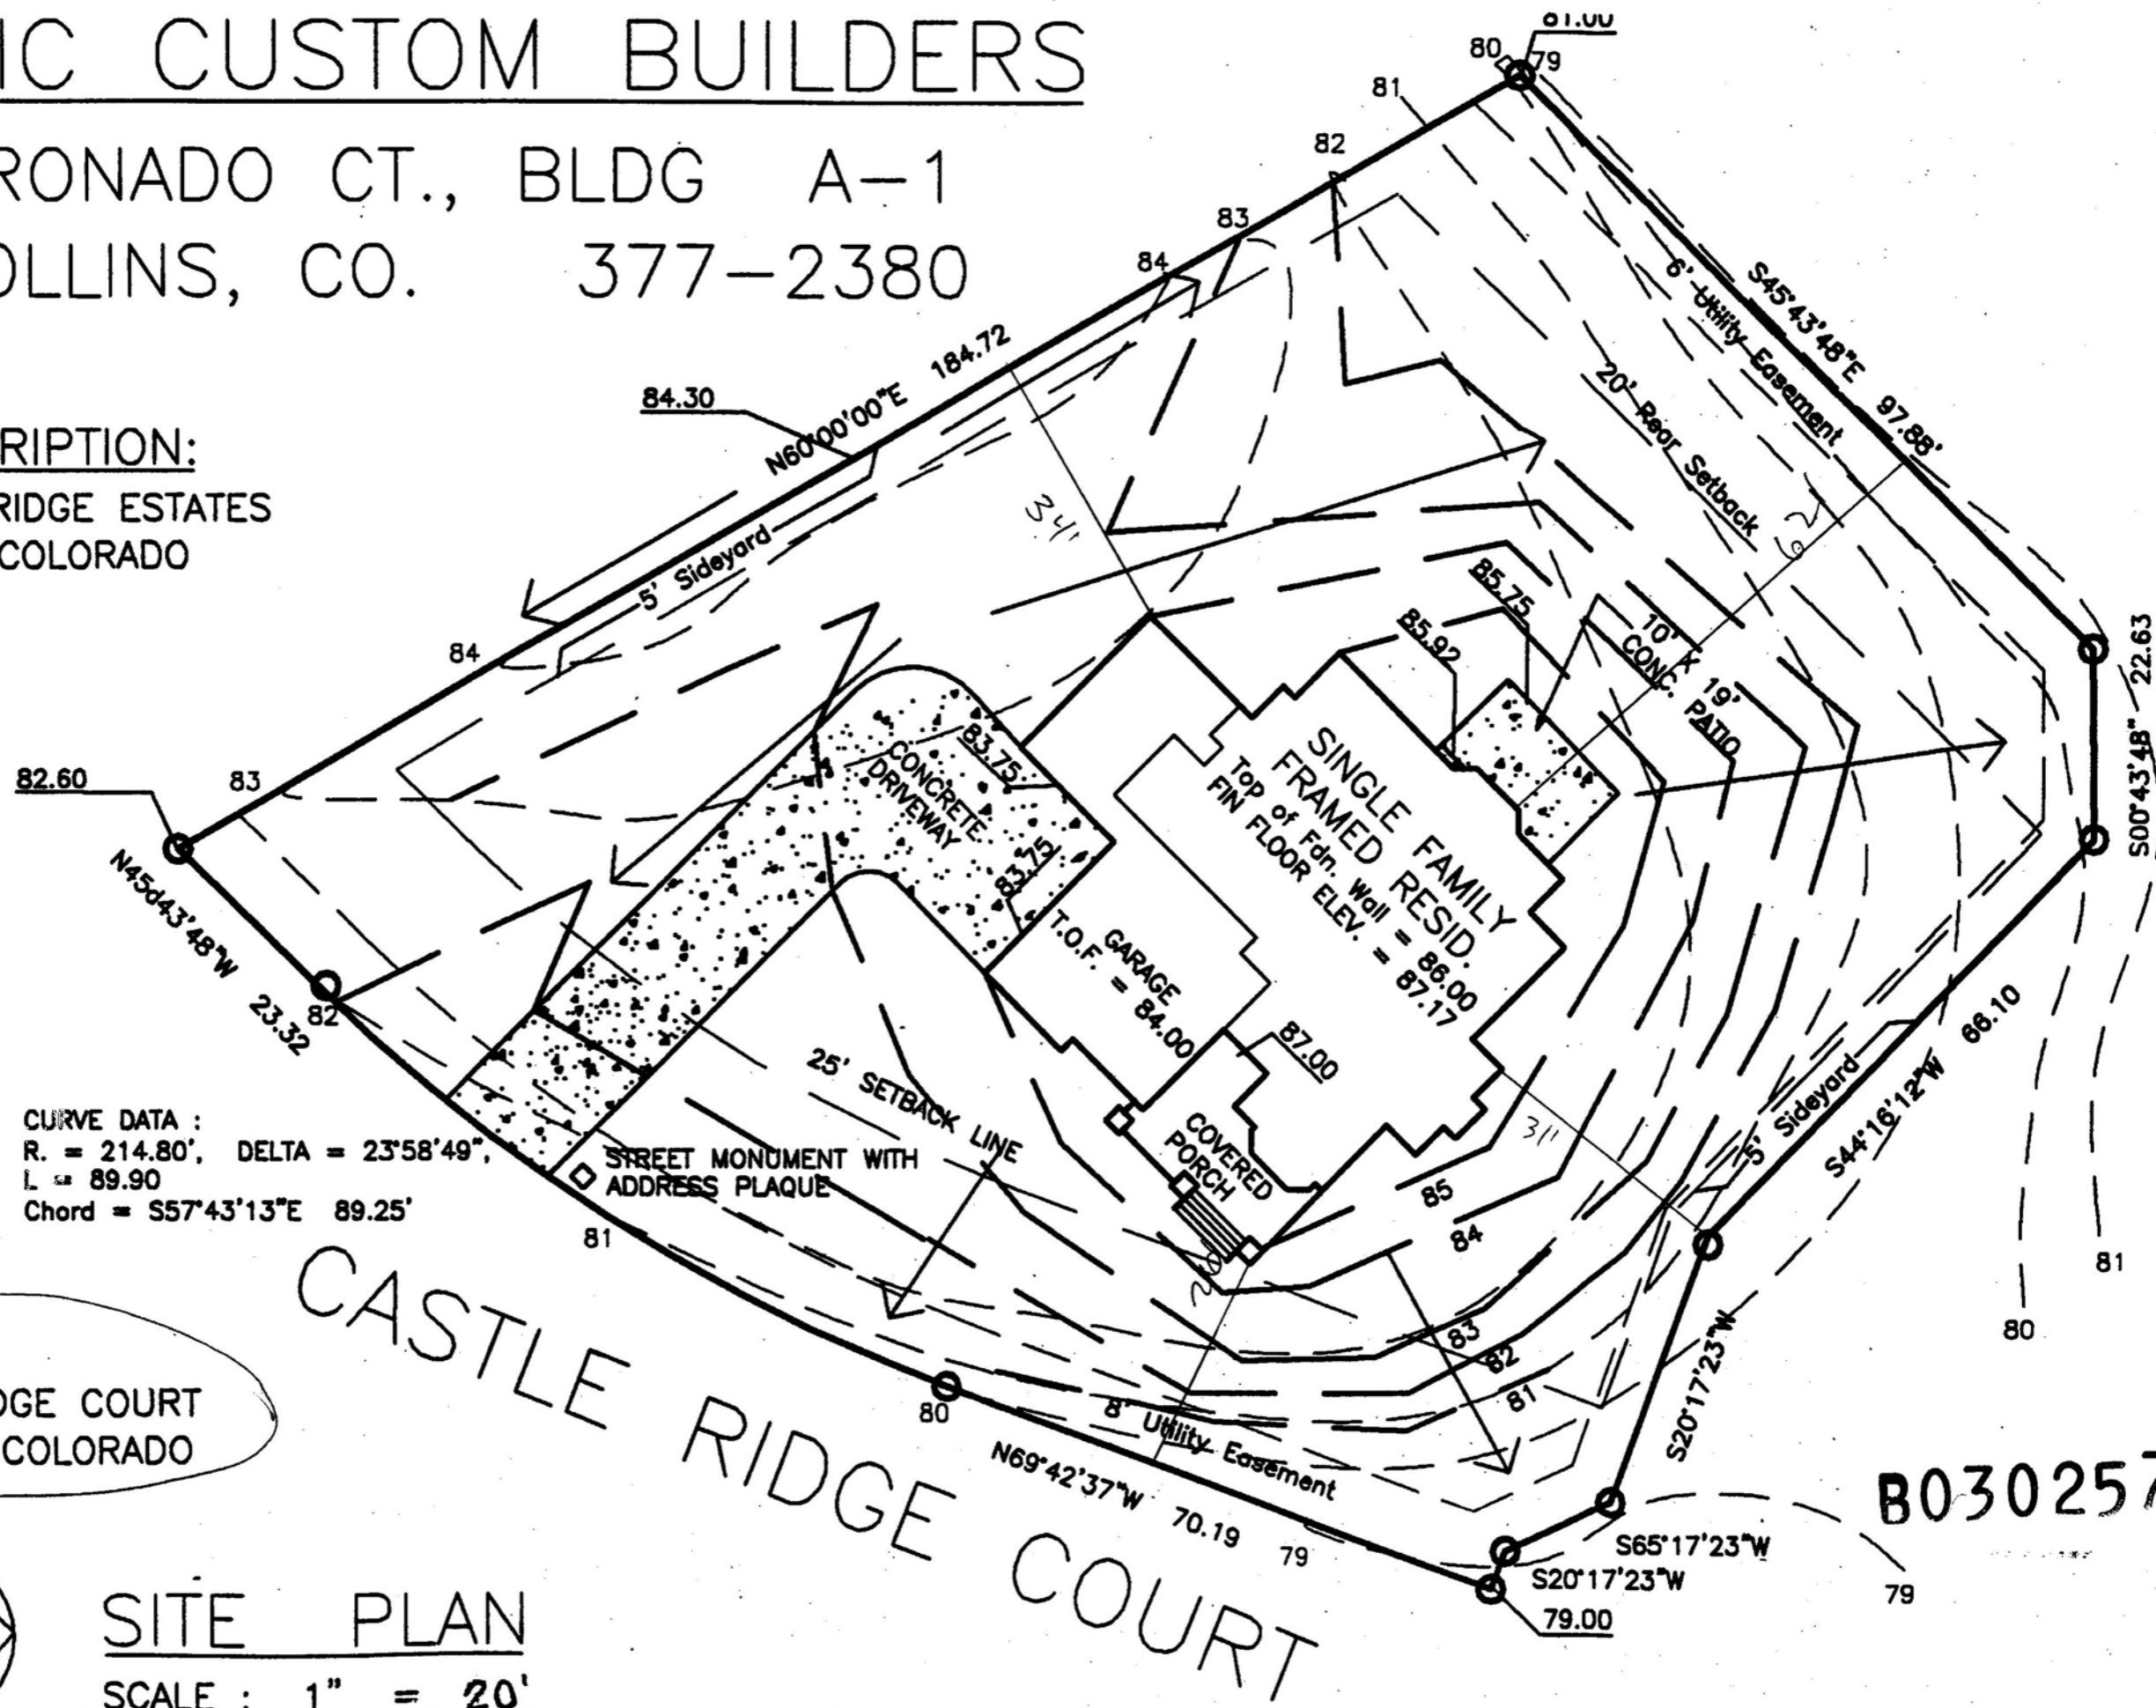 IC CUSTOM BUILDERS
RONADO CT., BLDG A-1
OLLINS, CO. 377-2380
RIPTION:
RIDGE ESTATES
COLORADO
81.00
80
79
81
82
83
84
84.30
N60°00'00"E 184.72
5' Sideyard
84
83
82.60
N45d43'48"W 23.32
82
S45°43'48"E 97.88'
6' Utility Easement
20' Rear Setback
S00°43'48" 22.63
34'
29
85.75
85.92
10' X 19'
CONC. PATIO
83.75
CONCRETE
DRIVEWAY
83.75
SINGLE FAMILY
FRAMED RESID.
Top of Fdn. Wall = 86.00
FIN FLOOR ELEV. = 87.17
GARAGE
T.O.F. = 84.00
87.00
COVERED
PORCH
25' SETBACK LINE
STREET MONUMENT WITH
ADDRESS PLAQUE
31'
5' Sideyard
S44°16'12"W 66.10
85
84
83
82
81
81
80
CURVE DATA :
R. = 214.80', DELTA = 23°58'49",
L = 89.90
Chord = S57°43'13"E 89.25'
81
CASTLE RIDGE COURT
80
8' Utility Easement
N69°42'37"W 70.19
79
S20°17'23"W
S65°17'23"W
S20°17'23"W
79.00
79
B030257
DGE COURT
COLORADO
SITE PLAN
SCALE : 1" = 20'